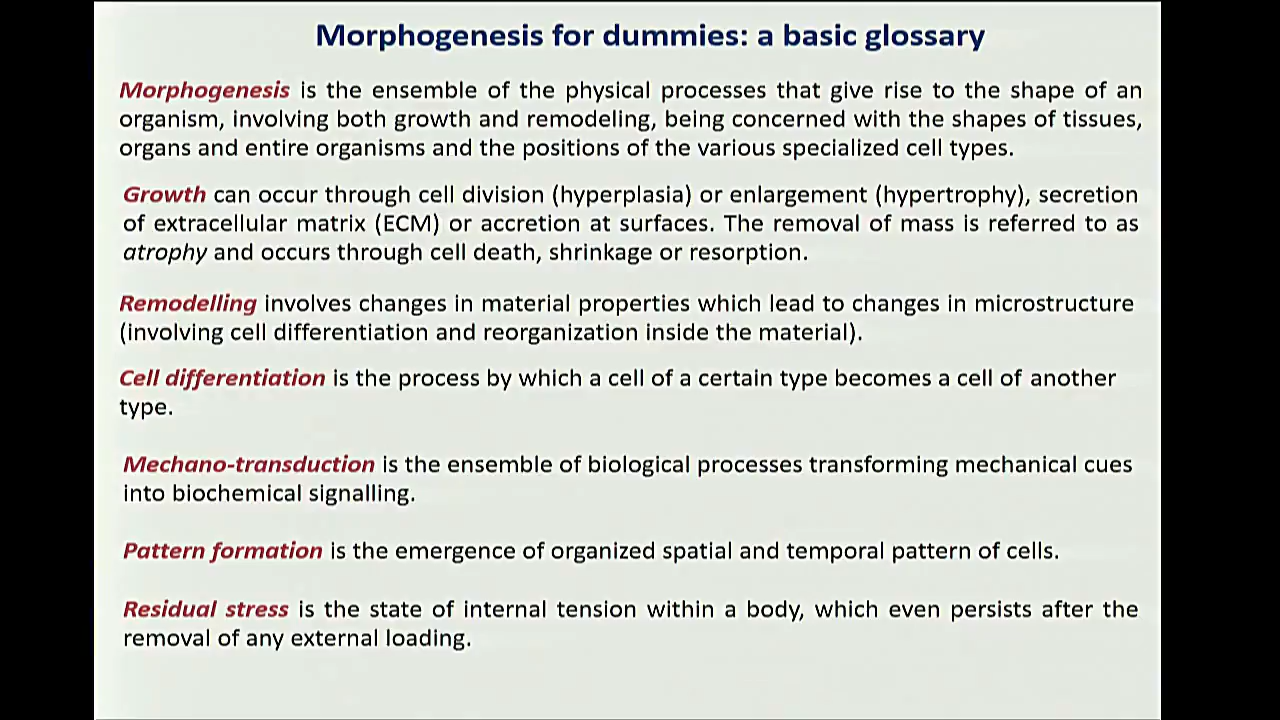 Morphogenesis for dummies: a basic glossary
Morphogenesis is the ensemble of the physical processes that give rise to the shape of an
organism, involving both growth and remodeling, being concerned with the shapes of tissues,
organs and entire organisms and the positions of the various specialized cell types.
Growth can occur through cell division (hyperplasia) or enlargement (hypertrophy), secretion
of extracellular matrix (ECM) or accretion at surfaces. The removal of mass is referred to as
atrophy and occurs through cell death, shrinkage or resorption.
Remodelling involves changes in material properties which lead to changes in microstructure
(involving cell differentiation and reorganization inside the material).
Cell differentiation is the process by which a cell of a certain type becomes a cell of another
type.
Mechano-transduction is the ensemble of biological processes transforming mechanical cues
into biochemical signalling.
Pattern formation is the emergence of organized spatial and temporal pattern of cells.
Residual stress is the state of internal tension within a body, which even persists after the
removal of any external loading.